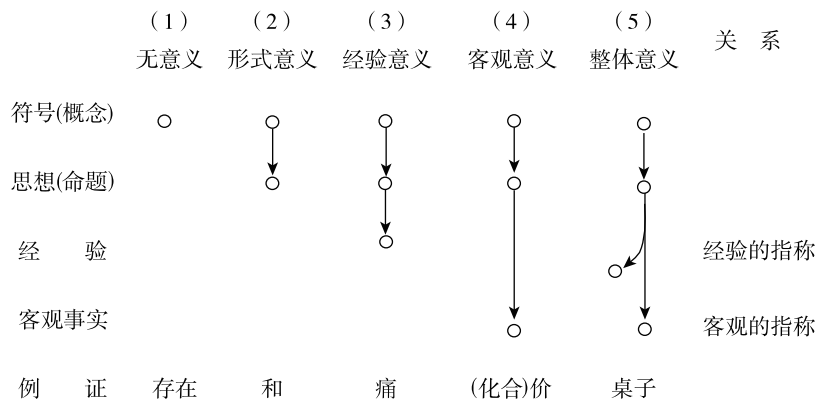 （1） （2） （3） （4） （5） 关 系
无意义 形式意义 经验意义 客观意义 整体意义
符号(概念)
思想(命题)
经 验 经验的指称
客观事实 客观的指称
例 证 存在 和 痛 (化合)价 桌子